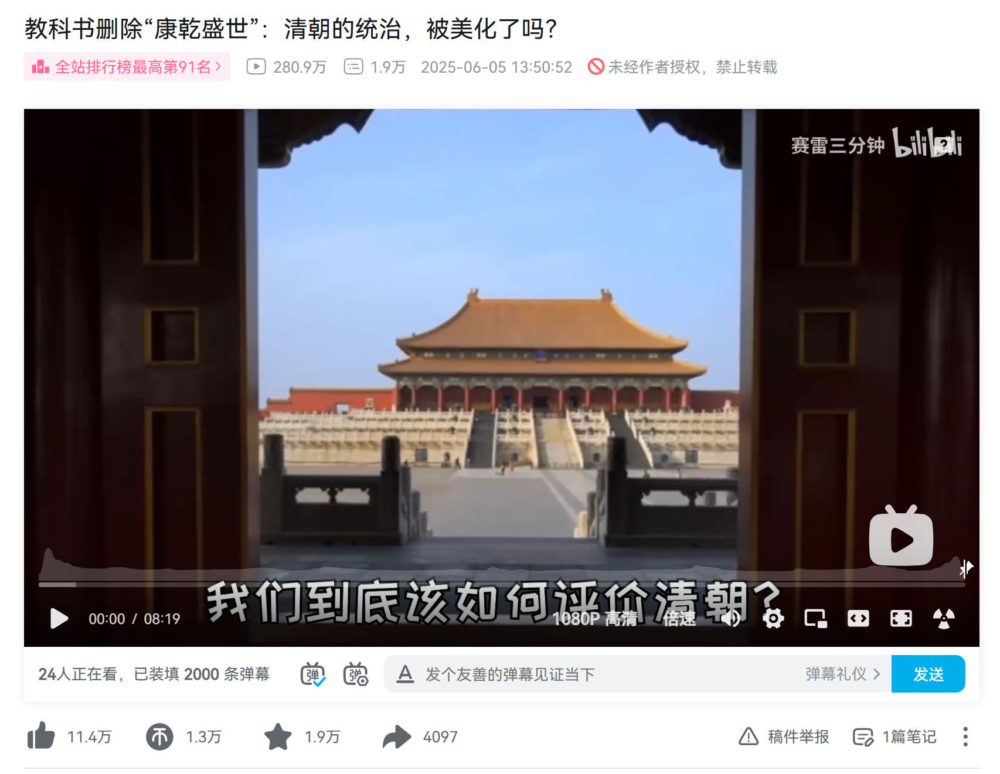 教科书删除“康乾盛世”：清朝的统治，被美化了吗？
全站排行榜最高第91名
280.9万
1.9万
2025-06-05 13:50:52
未经作者授权，禁止转载
赛雷三分钟 bilibili
我们到底该如何评价清朝？
00:00 / 08:19
1080P 高清
倍速
24人正在看，已装填 2000 条弹幕
发个友善的弹幕见证当下
弹幕礼仪
发送
11.4万
1.3万
1.9万
4097
稿件举报
1篇笔记